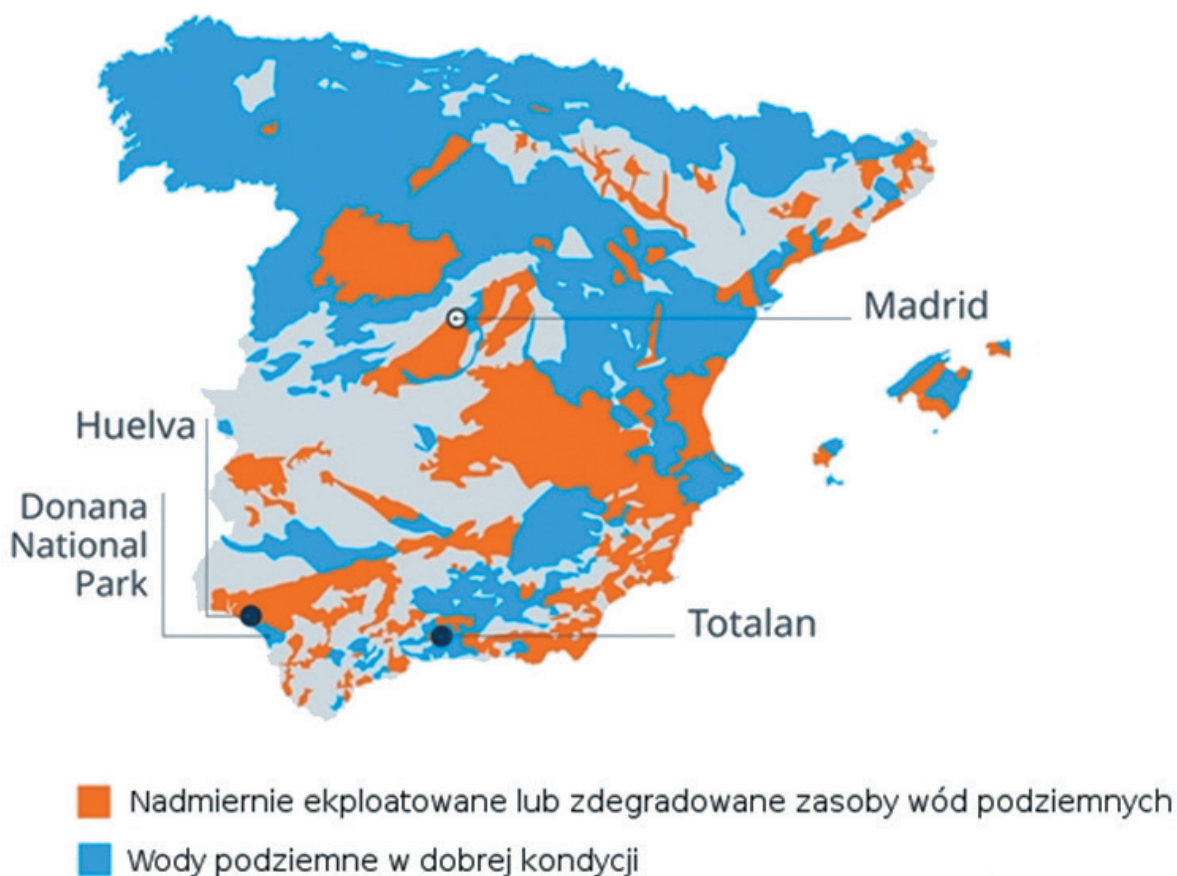 Madrid
Huelva
Donana
National
Park
Totalan
Nadmiernie ekploatowane lub zdegradowane zasoby wód podziemnych
Wody podziemne w dobrej kondycji